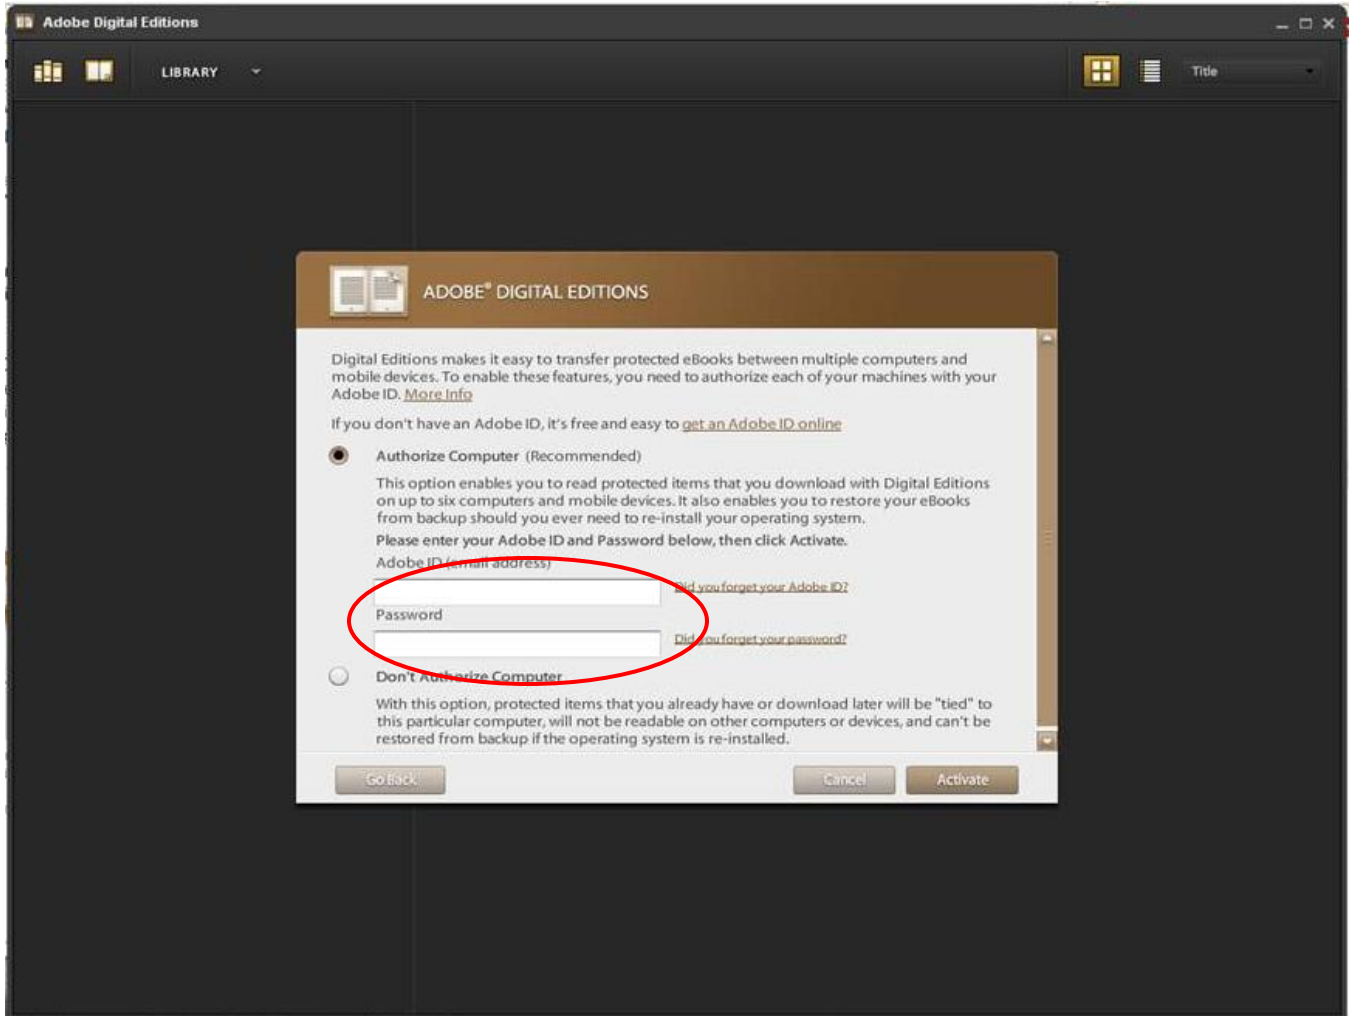 Adobe Digital Editions
LIBRARY
Title
ADOBE® DIGITAL EDITIONS
Digital Editions makes it easy to transfer protected eBooks between multiple computers and
mobile devices. To enable these features, you need to authorize each of your machines with your
Adobe ID. More Info
If you don't have an Adobe ID, it's free and easy to get an Adobe ID online
Authorize Computer (Recommended)
This option enables you to read protected items that you download with Digital Editions
on up to six computers and mobile devices. It also enables you to restore your eBooks
from backup should you ever need to re-install your operating system.
Please enter your Adobe ID and Password below, then click Activate.
Adobe ID (email address)
Did you forget your Adobe ID?
Password
Did you forget your password?
Don't Authorize Computer
With this option, protected items that you already have or download later will be "tied" to
this particular computer, will not be readable on other computers or devices, and can't be
restored from backup if the operating system is re-installed.
Go Back
Cancel
Activate